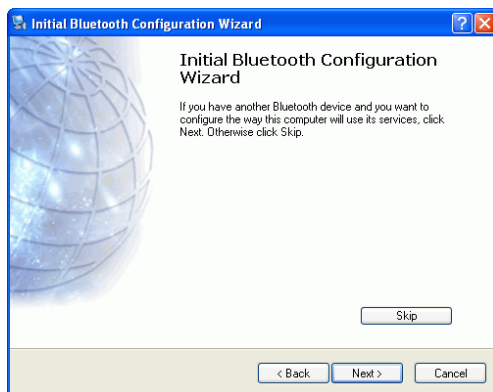 Initial Bluetooth Configuration Wizard
Initial Bluetooth Configuration
Wizard
If you have another Bluetooth device and you want to
configure the way this computer will use its services, click
Next. Otherwise click Skip.
Skip
< Back Next > Cancel